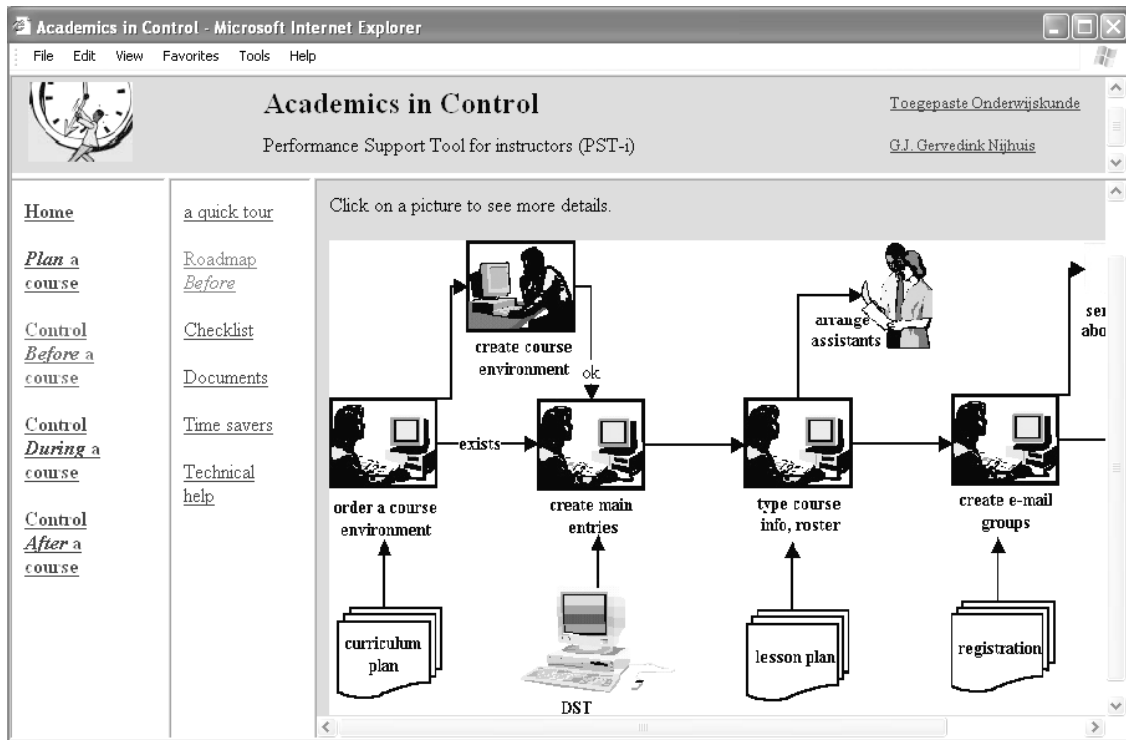 Academics in Control - Microsoft Internet Explorer
File Edit View Favorites Tools Help
Academics in Control
Performance Support Tool for instructors (PST-i)
Toegepaste Onderwijskunde
G.J. Gervedink Nijhuis
Home
Plan a
course
Control
Before a
course
Control
During a
course
Control
After a
course
a quick tour
Roadmap
Before
Checklist
Documents
Time savers
Technical
help
Click on a picture to see more details.
create course
environment
ok
arrange
assistants
ser
abo
order a course
environment
exists
create main
entries
type course
info, roster
create e-mail
groups
curriculum
plan
DST
lesson plan
registration